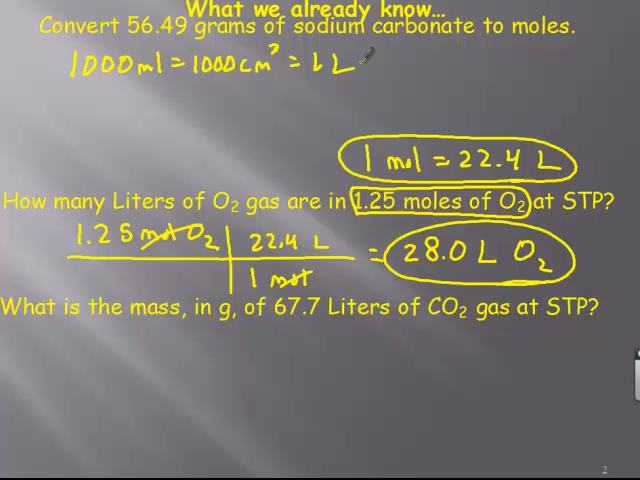 What we already know...
Convert 56.49 grams of sodium carbonate to moles.
1000 ml = 1000 cm³ = 1 L
1 mol = 22.4 L
How many Liters of O₂ gas are in 1.25 moles of O₂ at STP?
1.25 mol O₂ | 22.4 L = 28.0 L O₂
1 mol
What is the mass, in g, of 67.7 Liters of CO₂ gas at STP?
2